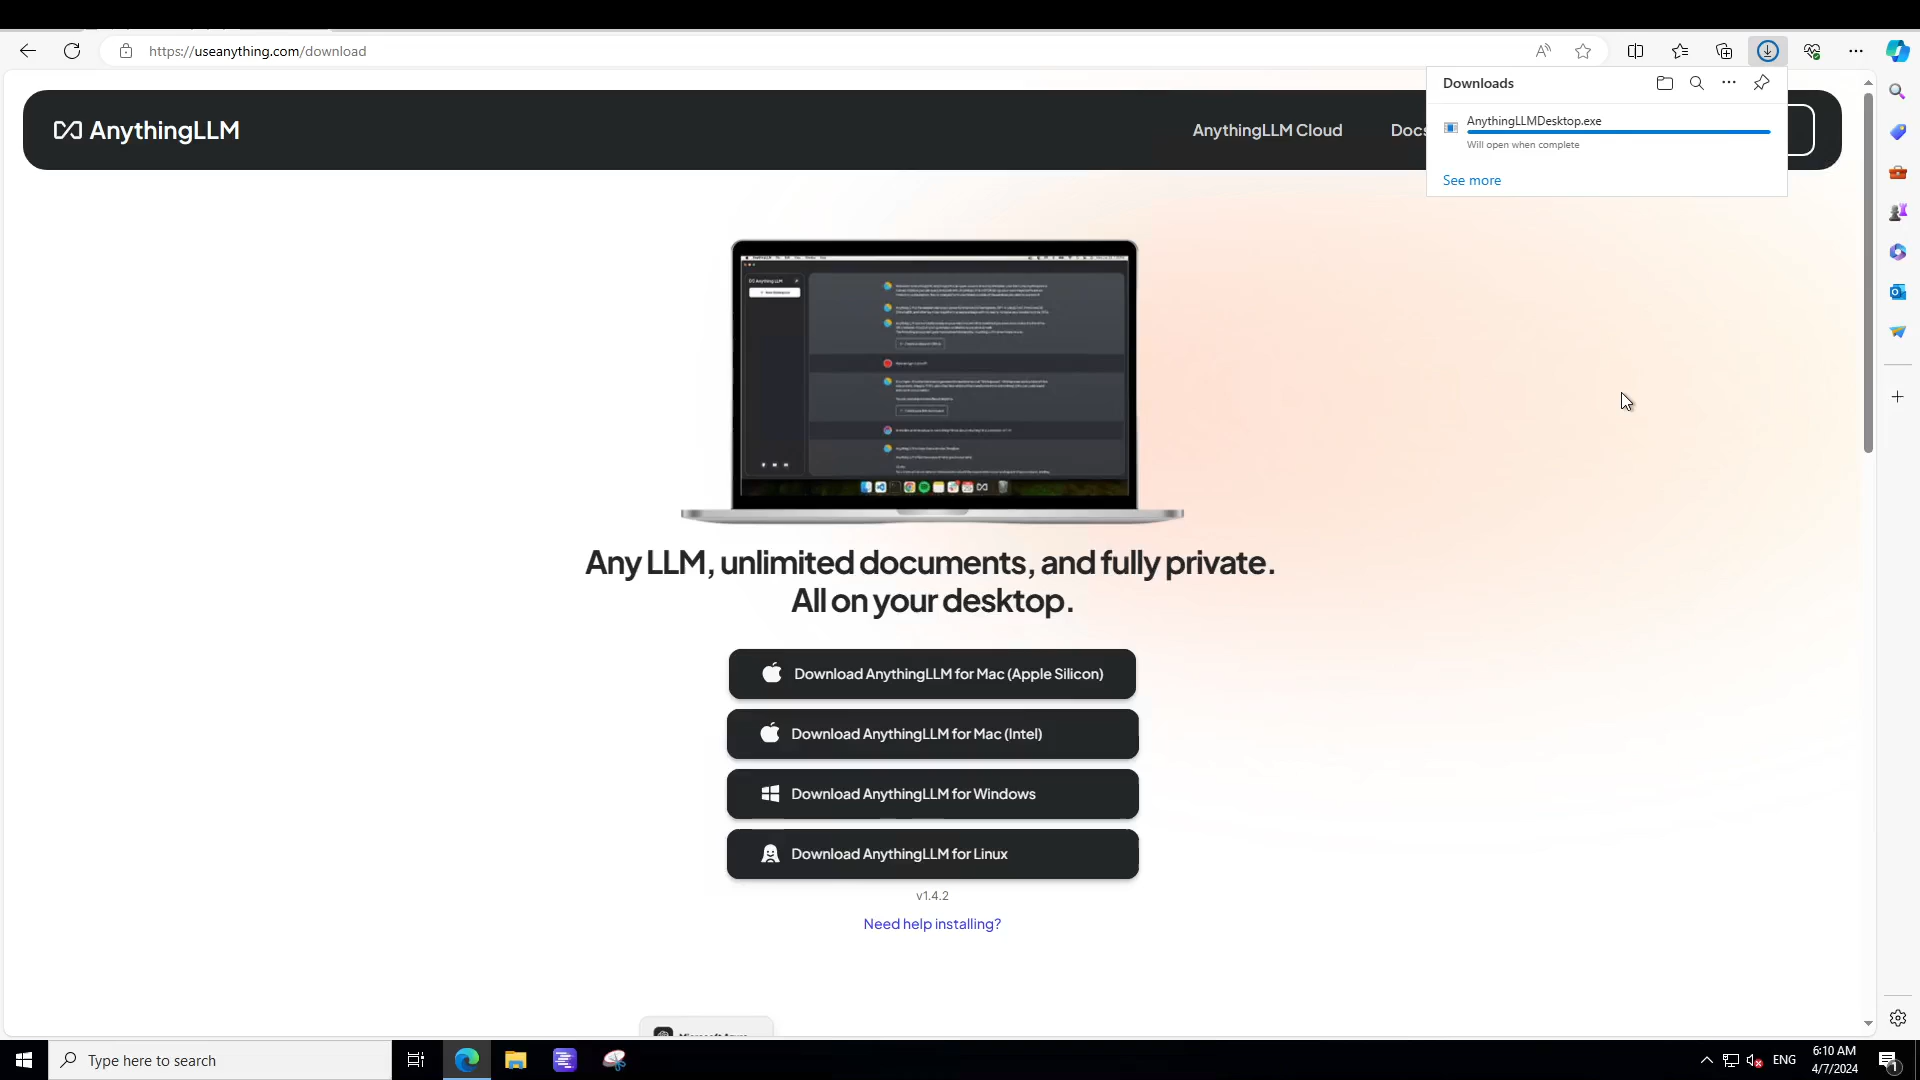 https://useanything.com/download
Downloads
AnythingLLMDesktop.exe
Will open when complete
See more
AnythingLLM
AnythingLLM Cloud
Docs
Any LLM, unlimited documents, and fully private.
All on your desktop.
Download AnythingLLM for Mac (Apple Silicon)
Download AnythingLLM for Mac (Intel)
Download AnythingLLM for Windows
Download AnythingLLM for Linux
v1.4.2
Need help installing?
Type here to search
ENG
6:10 AM
4/7/2024
1